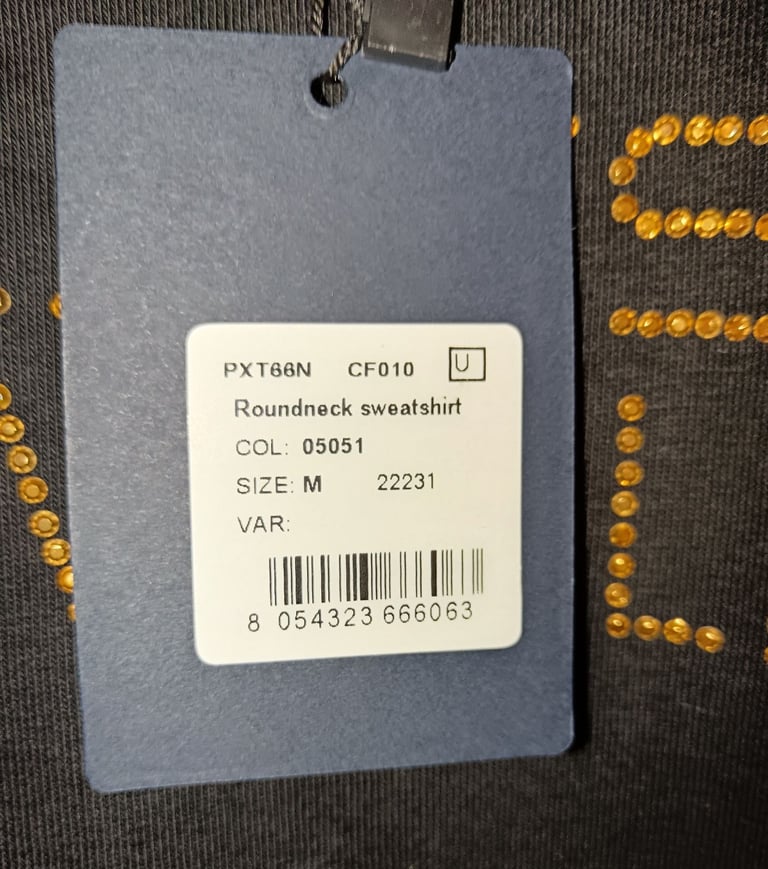 PXT66N CF010 U
Roundneck sweatshirt
COL: 05051
SIZE: M 22231
VAR:
8 054323 666063